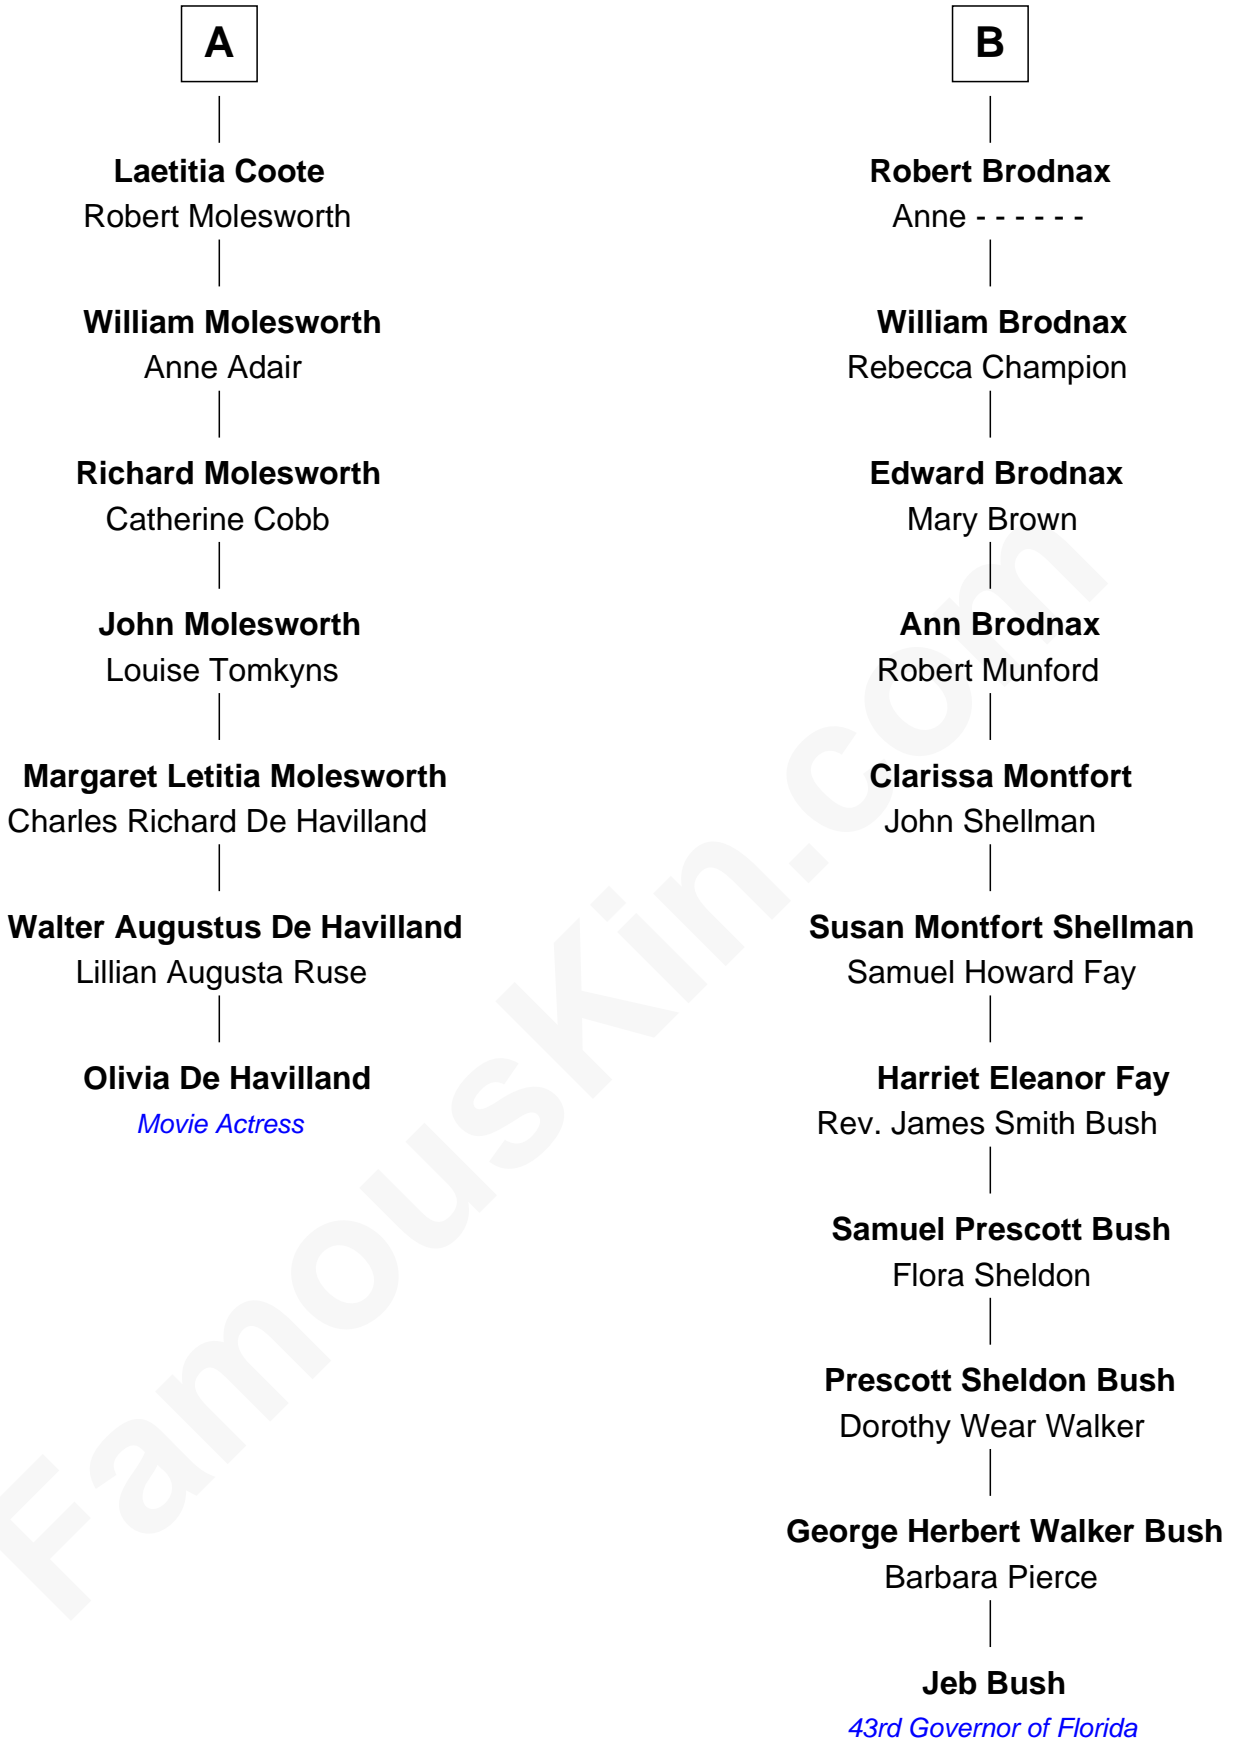 A
Laetitia Coote
Robert Molesworth
William Molesworth
Anne Adair
Richard Molesworth
Catherine Cobb
John Molesworth
Louise Tomkyns
Margaret Letitia Molesworth
Charles Richard De Havilland
Walter Augustus De Havilland
Lillian Augusta Ruse
Olivia De Havilland
Movie Actress
B
Robert Brodnax
Anne - - - - - -
William Brodnax
Rebecca Champion
Edward Brodnax
Mary Brown
Ann Brodnax
Robert Munford
Clarissa Montfort
John Shellman
Susan Montfort Shellman
Samuel Howard Fay
Harriet Eleanor Fay
Rev. James Smith Bush
Samuel Prescott Bush
Flora Sheldon
Prescott Sheldon Bush
Dorothy Wear Walker
George Herbert Walker Bush
Barbara Pierce
Jeb Bush
43rd Governor of Florida
FamousKin.com